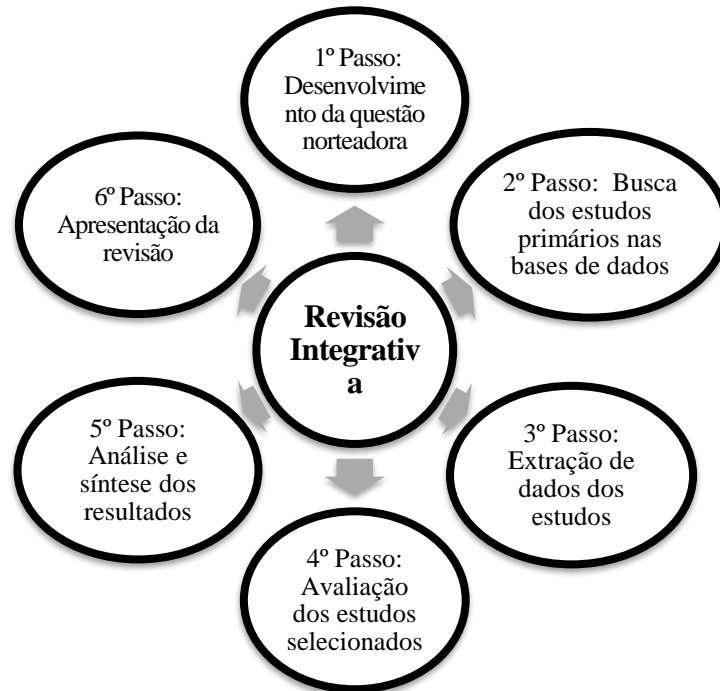 1º Passo:
Desenvolvime
nto da questão
norteadora
2º Passo: Busca
dos estudos
primários nas
bases de dados
3º Passo:
Extração de
dados dos
estudos
4º Passo:
Avaliação
dos estudos
selecionados
5º Passo:
Análise e
síntese dos
resultados
6º Passo:
Apresentação da
revisão
Revisão
Integrativ
a